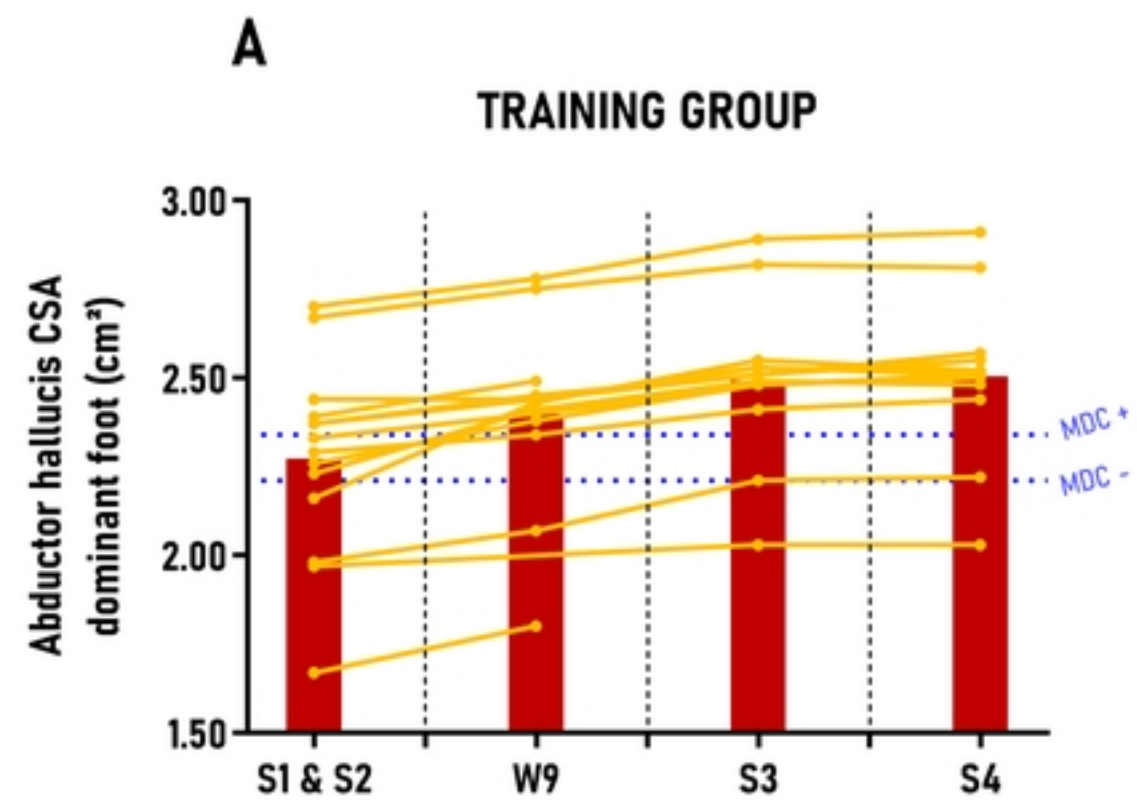 A
TRAINING GROUP
Abductor hallucis CSA
dominant foot (cm²)
3.00
2.50
2.00
1.50
MDC +
MDC -
S1 & S2
W9
S3
S4